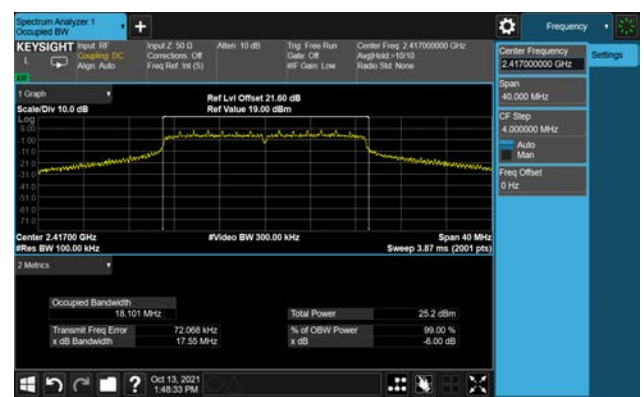 Spectrum Analyzer 1
Occupied BW
Frequency
KEYSIGHT Input: RF
Coupling: DC
Align: Auto
Input Z: 50 Ω
Corrections: Off
Freq Ref: Int (S)
Atten: 10 dB
Trig: Free Run
Gate: Off
#IF Gain: Low
Center Freq: 2.417000000 GHz
Avg|Hold:>10/10
Radio Std: None
L
Center Frequency
2.417000000 GHz
Settings
Span
40.000 MHz
CF Step
4.000000 MHz
Auto
Man
Freq Offset
0 Hz
1 Graph
Scale/Div 10.0 dB
Ref Lvl Offset 21.60 dB
Ref Value 19.00 dBm
Log
9.00
-1.00
-11.0
-21.0
-31.0
-41.0
-51.0
-61.0
-71.0
Center 2.41700 GHz
#Res BW 100.00 kHz
#Video BW 300.00 kHz
Span 40 MHz
Sweep 3.87 ms (2001 pts)
2 Metrics
Occupied Bandwidth
18.101 MHz
Total Power 25.2 dBm
Transmit Freq Error 72.068 kHz
% of OBW Power 99.00 %
x dB Bandwidth 17.55 MHz
x dB -6.00 dB
Oct 13, 2021
1:48:33 PM